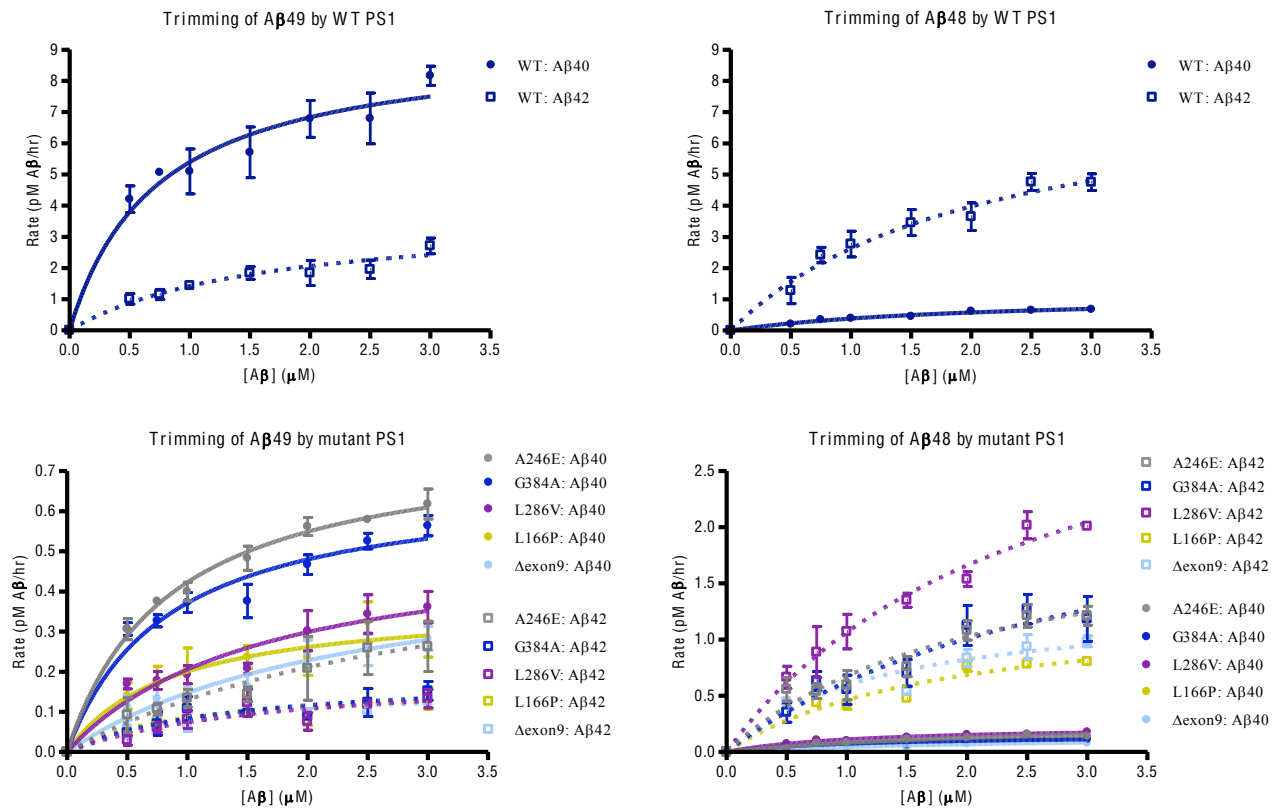 Trimming of Aβ49 by WT PS1
Rate (pM Aβ/hr)
9
8
7
6
5
4
3
2
1
0
0.0 0.5 1.0 1.5 2.0 2.5 3.0 3.5
[Aβ] (μM)
WT: Aβ40
WT: Aβ42
Trimming of Aβ48 by WT PS1
Rate (pM Aβ/hr)
9
8
7
6
5
4
3
2
1
0
0.0 0.5 1.0 1.5 2.0 2.5 3.0 3.5
[Aβ] (μM)
WT: Aβ40
WT: Aβ42
Trimming of Aβ49 by mutant PS1
Rate (pM Aβ/hr)
0.7
0.6
0.5
0.4
0.3
0.2
0.1
0.0
0.0 0.5 1.0 1.5 2.0 2.5 3.0 3.5
[Aβ] (μM)
A246E: Aβ40
G384A: Aβ40
L286V: Aβ40
L166P: Aβ40
Δexon9: Aβ40
A246E: Aβ42
G384A: Aβ42
L286V: Aβ42
L166P: Aβ42
Δexon9: Aβ42
Trimming of Aβ48 by mutant PS1
Rate (pM Aβ/hr)
2.5
2.0
1.5
1.0
0.5
0.0
0.0 0.5 1.0 1.5 2.0 2.5 3.0 3.5
[Aβ] (μM)
A246E: Aβ42
G384A: Aβ42
L286V: Aβ42
L166P: Aβ42
Δexon9: Aβ42
A246E: Aβ40
G384A: Aβ40
L286V: Aβ40
L166P: Aβ40
Δexon9: Aβ40